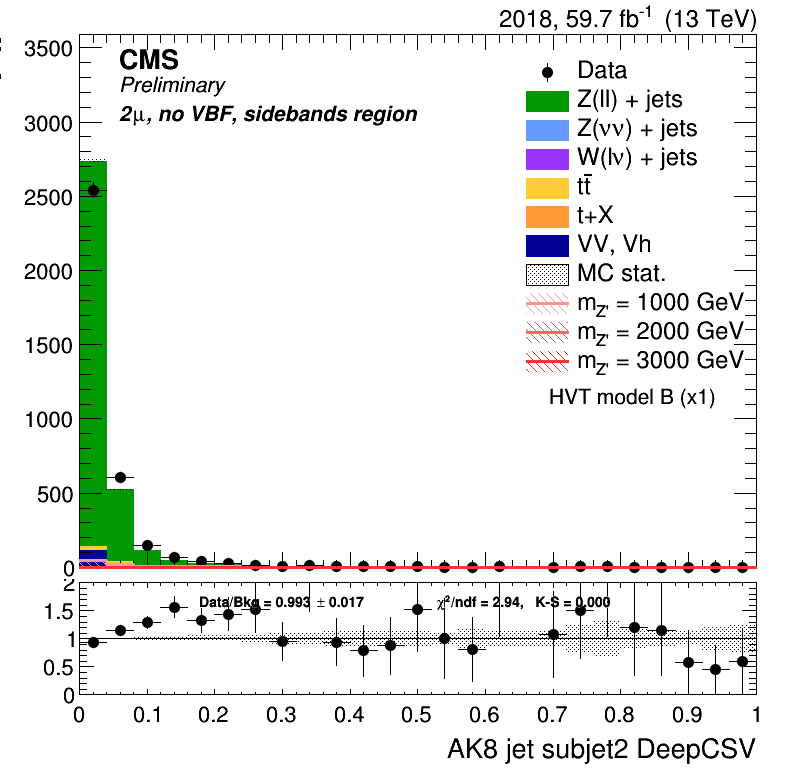 2018, 59.7 fb⁻¹ (13 TeV)
CMS
Preliminary
2μ, no VBF, sidebands region
Data
Z(ll) + jets
Z(νν) + jets
W(lν) + jets
tt̄
t+X
VV, Vh
MC stat.
m_Z' = 1000 GeV
m_Z' = 2000 GeV
m_Z' = 3000 GeV
HVT model B (x1)
3500
3000
2500
2000
1500
1000
500
0
Data/Bkg = 0.993 ± 0.017 χ²/ndf = 2.94, K-S = 0.000
2
1.5
1
0.5
0
0 0.1 0.2 0.3 0.4 0.5 0.6 0.7 0.8 0.9 1
AK8 jet subjet2 DeepCSV